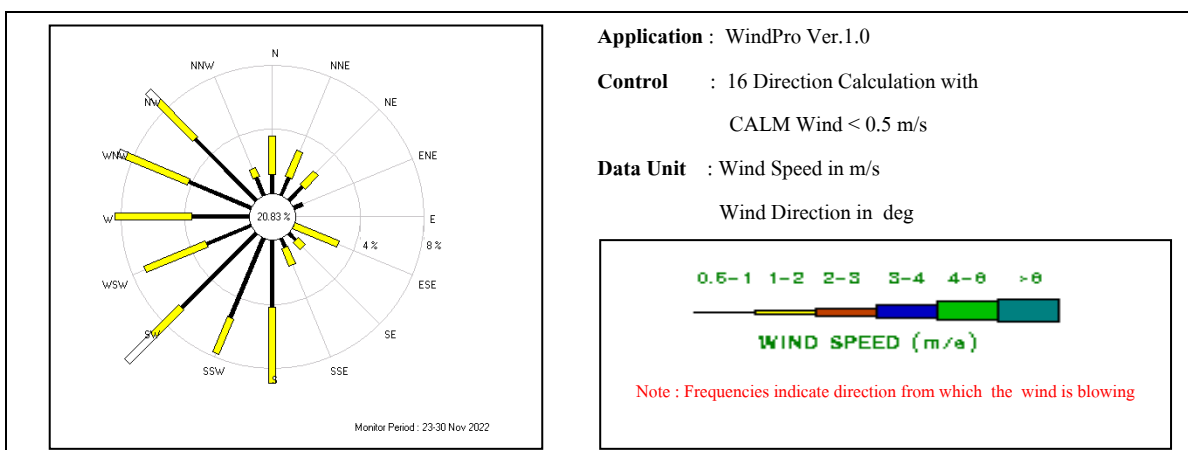 Application : WindPro Ver.1.0
Control : 16 Direction Calculation with
CALM Wind < 0.5 m/s
Data Unit : Wind Speed in m/s
Wind Direction in deg
N
NNW
NNE
NW
NE
WNW
ENE
W
20.83 %
E
4 %
8 %
WSW
ESE
SW
SE
SSW
S
SSE
Monitor Period : 23-30 Nov 2022
0.5-1 1-2 2-3 3-4 4-6 >6
WIND SPEED (m/s)
Note : Frequencies indicate direction from which the wind is blowing